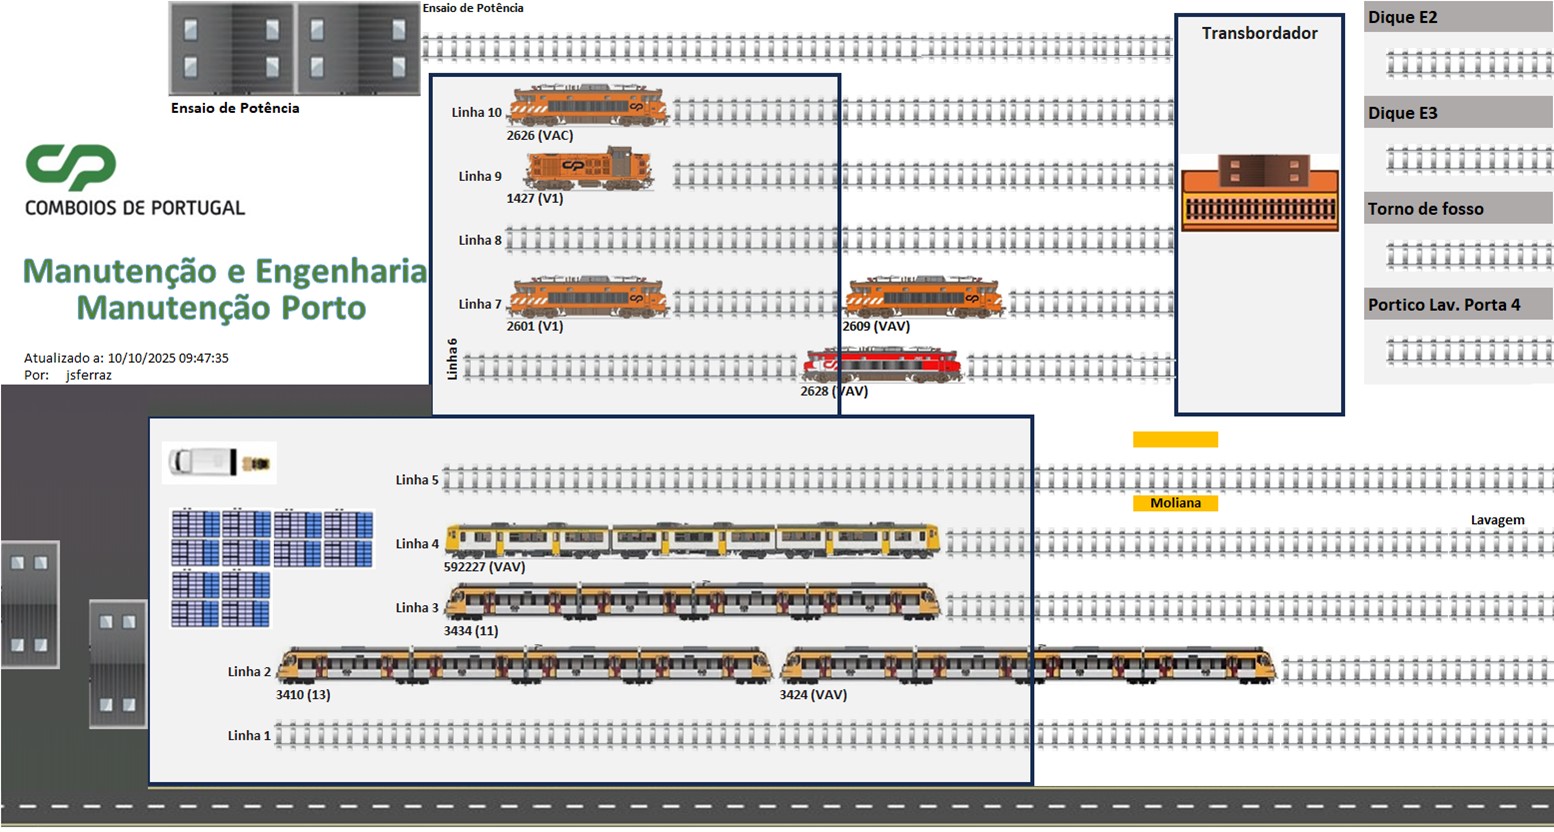 Ensaio de Potência
Ensaio de Potência
CP
COMBOIOS DE PORTUGAL
Manutenção e Engenharia
Manutenção Porto
Atualizado a: 10/10/2025 09:47:35
Por: jsferraz
Linha 10
2626 (VAC)
Linha 9
1427 (V1)
Linha 8
Linha 7
2601 (V1)
2609 (VAV)
Linha 6
2628 (VAV)
Transbordador
Dique E2
Dique E3
Torno de fosso
Portico Lav. Porta 4
Linha 5
Moliana
Lavagem
Linha 4
592227 (VAV)
Linha 3
3434 (11)
Linha 2
3410 (13)
3424 (VAV)
Linha 1